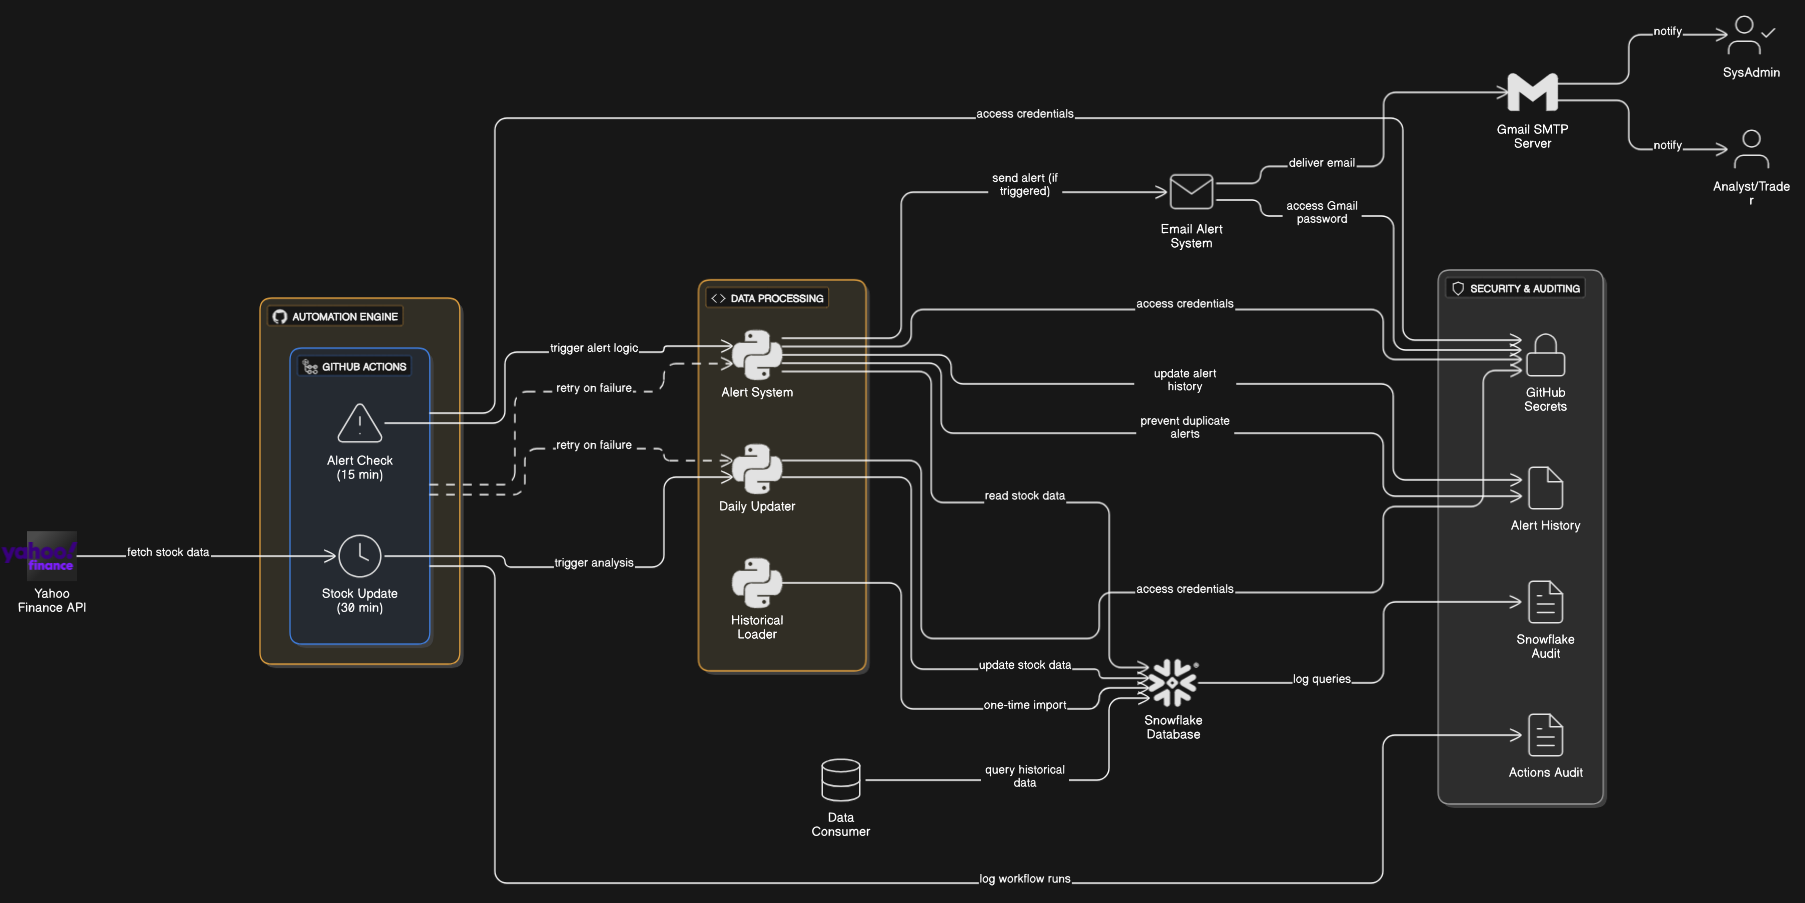 notify
SysAdmin
Gmail SMTP
Server
notify
Analyst/Trade
r
access credentials
deliver email
send alert (if
triggered)
access Gmail
password
Email Alert
System
AUTOMATION ENGINE
GITHUB ACTIONS
Alert Check
(15 min)
Stock Update
(30 min)
yahoo!
finance
Yahoo
Finance API
fetch stock data
trigger alert logic
retry on failure
retry on failure
trigger analysis
DATA PROCESSING
Alert System
Daily Updater
Historical
Loader
access credentials
update alert
history
prevent duplicate
alerts
read stock data
access credentials
update stock data
one-time import
Snowflake
Database
log queries
query historical
data
Data
Consumer
log workflow runs
SECURITY & AUDITING
GitHub
Secrets
Alert History
Snowflake
Audit
Actions Audit